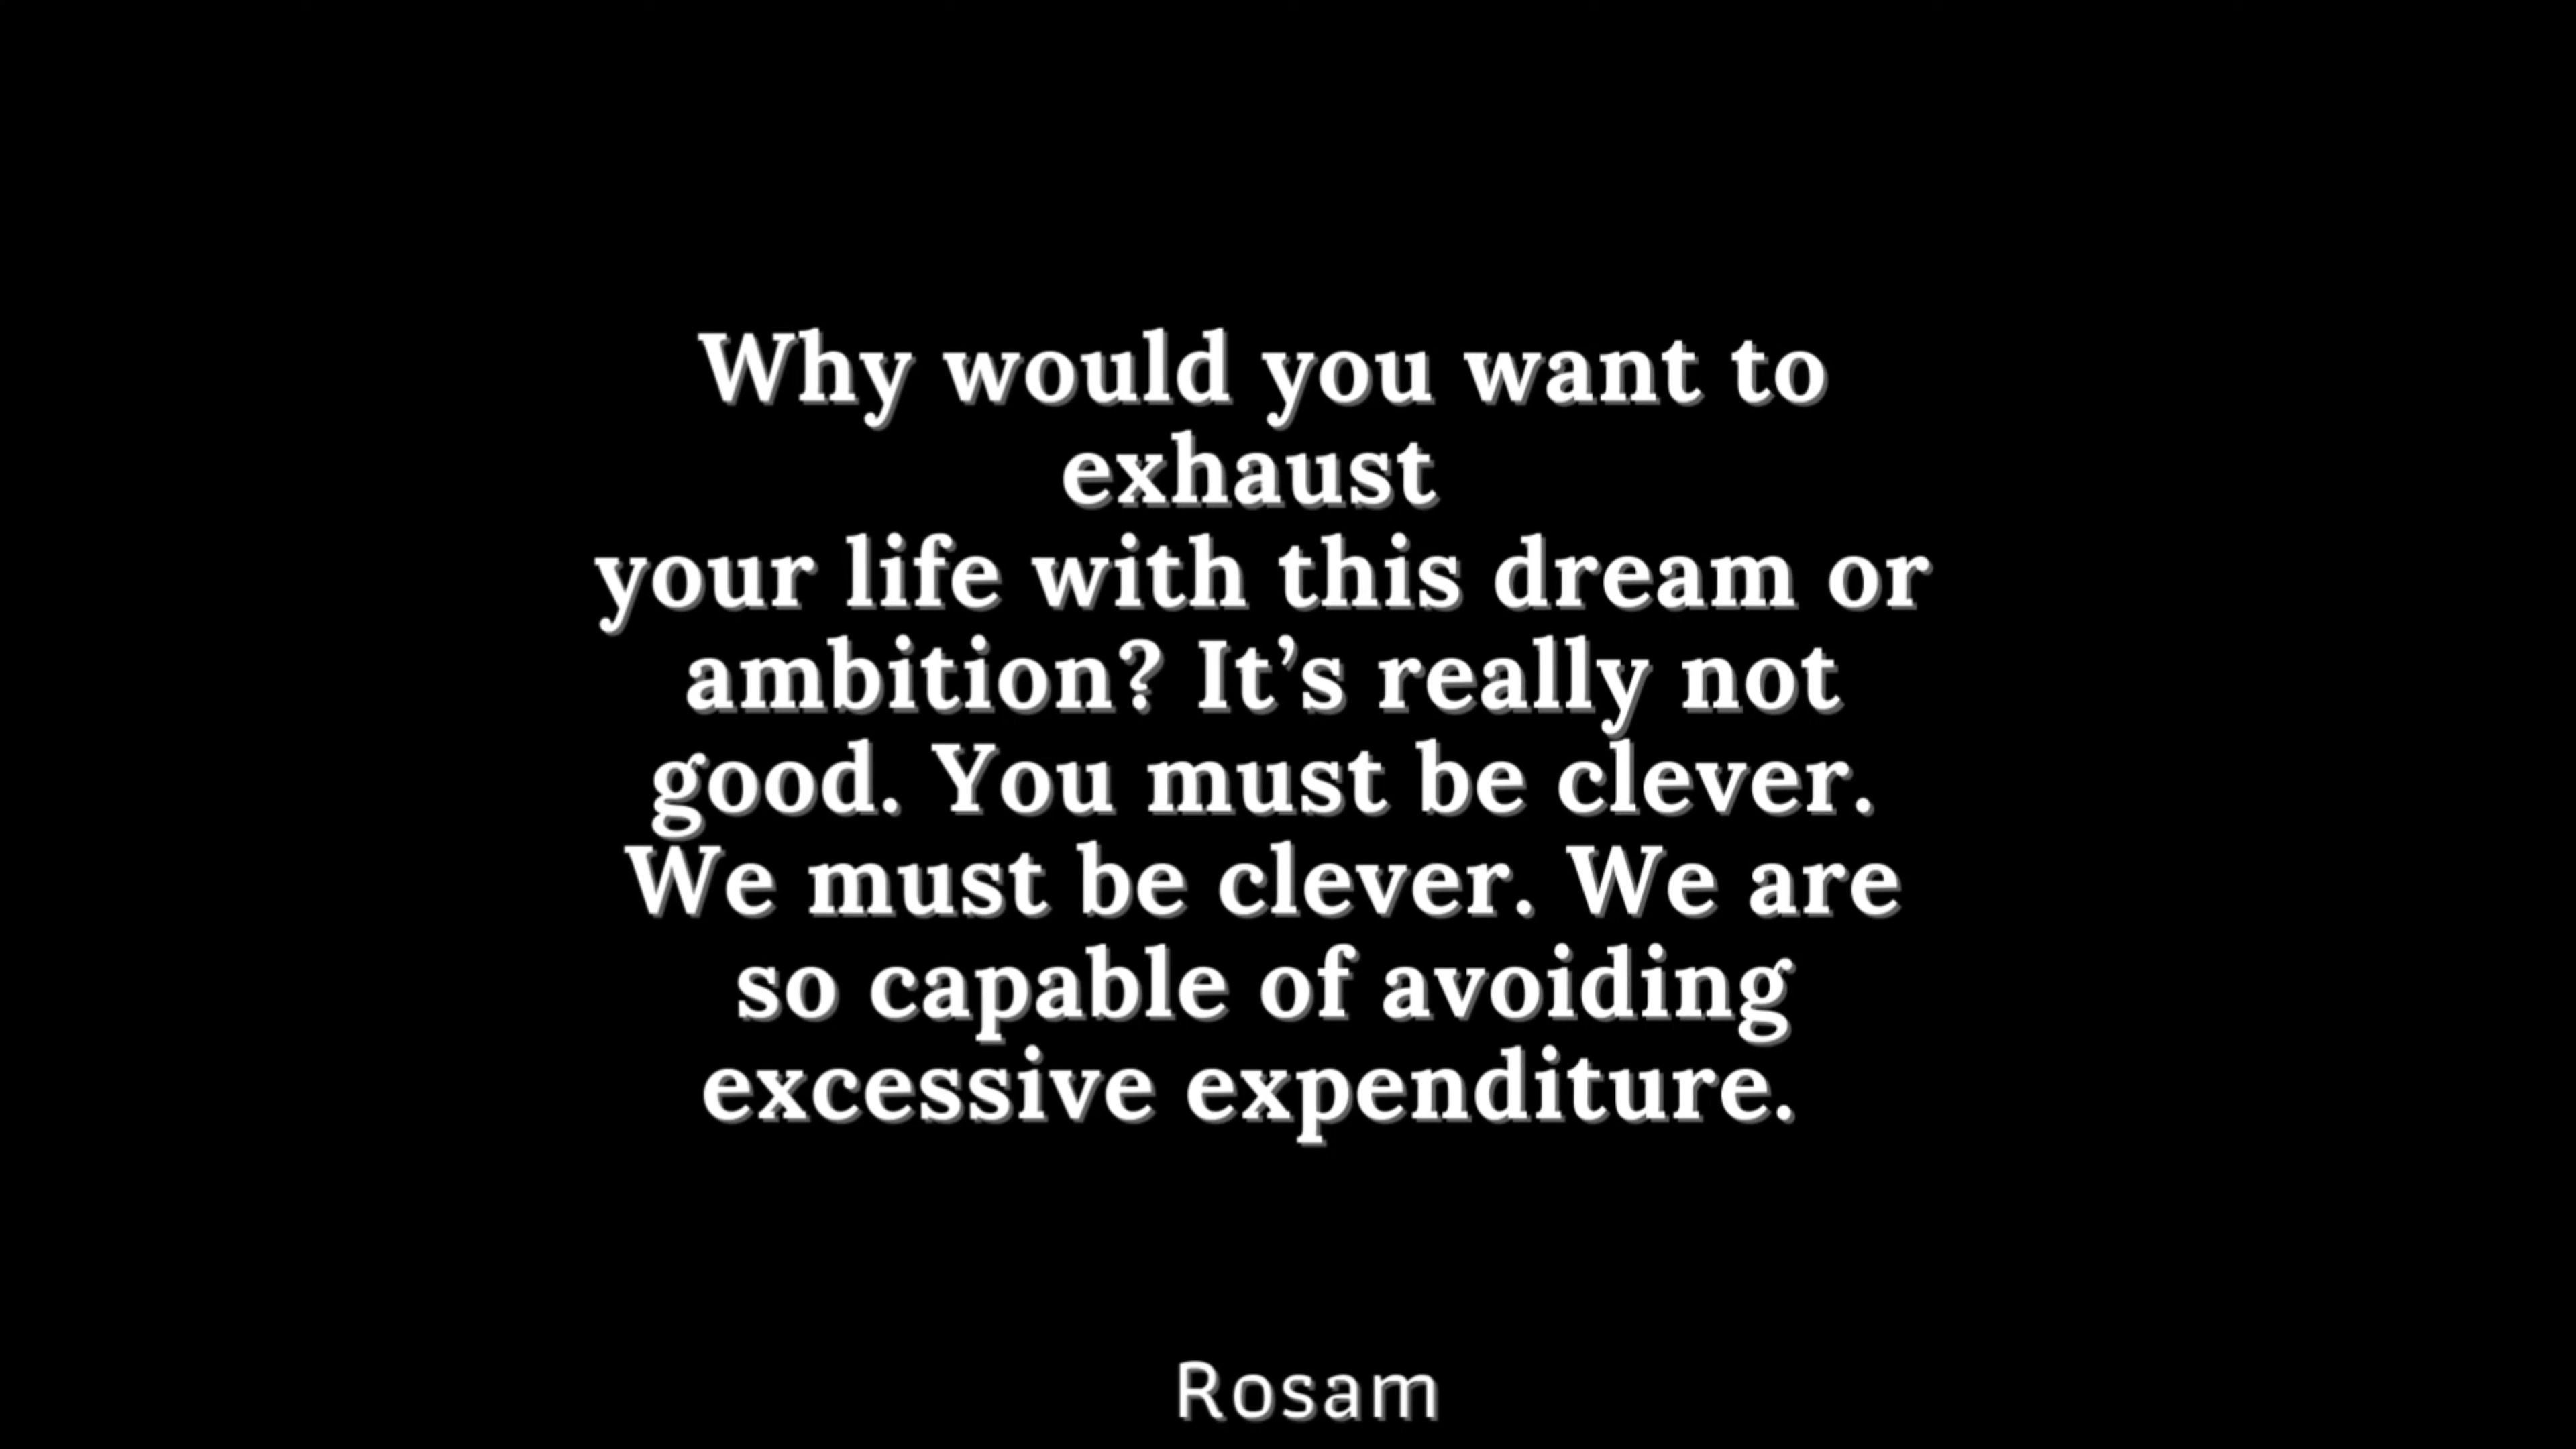 Why would you want to
exhaust
your life with this dream or
ambition? It’s really not
good. You must be clever.
We must be clever. We are
so capable of avoiding
excessive expenditure.
Rosam